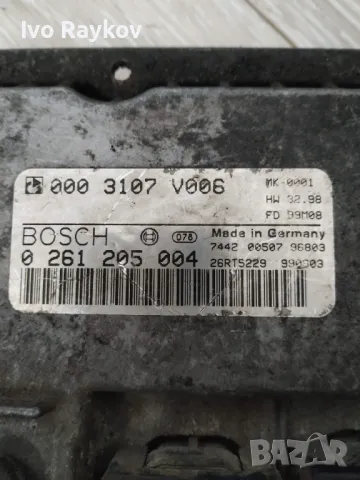 Ivo Raykov
000 3107 V006
MK-0001
HW 32.98
FD 99M08
BOSCH
078
Made in Germany
7442 00507 96803
0 261 205 004
26RT5229 990603
bazar